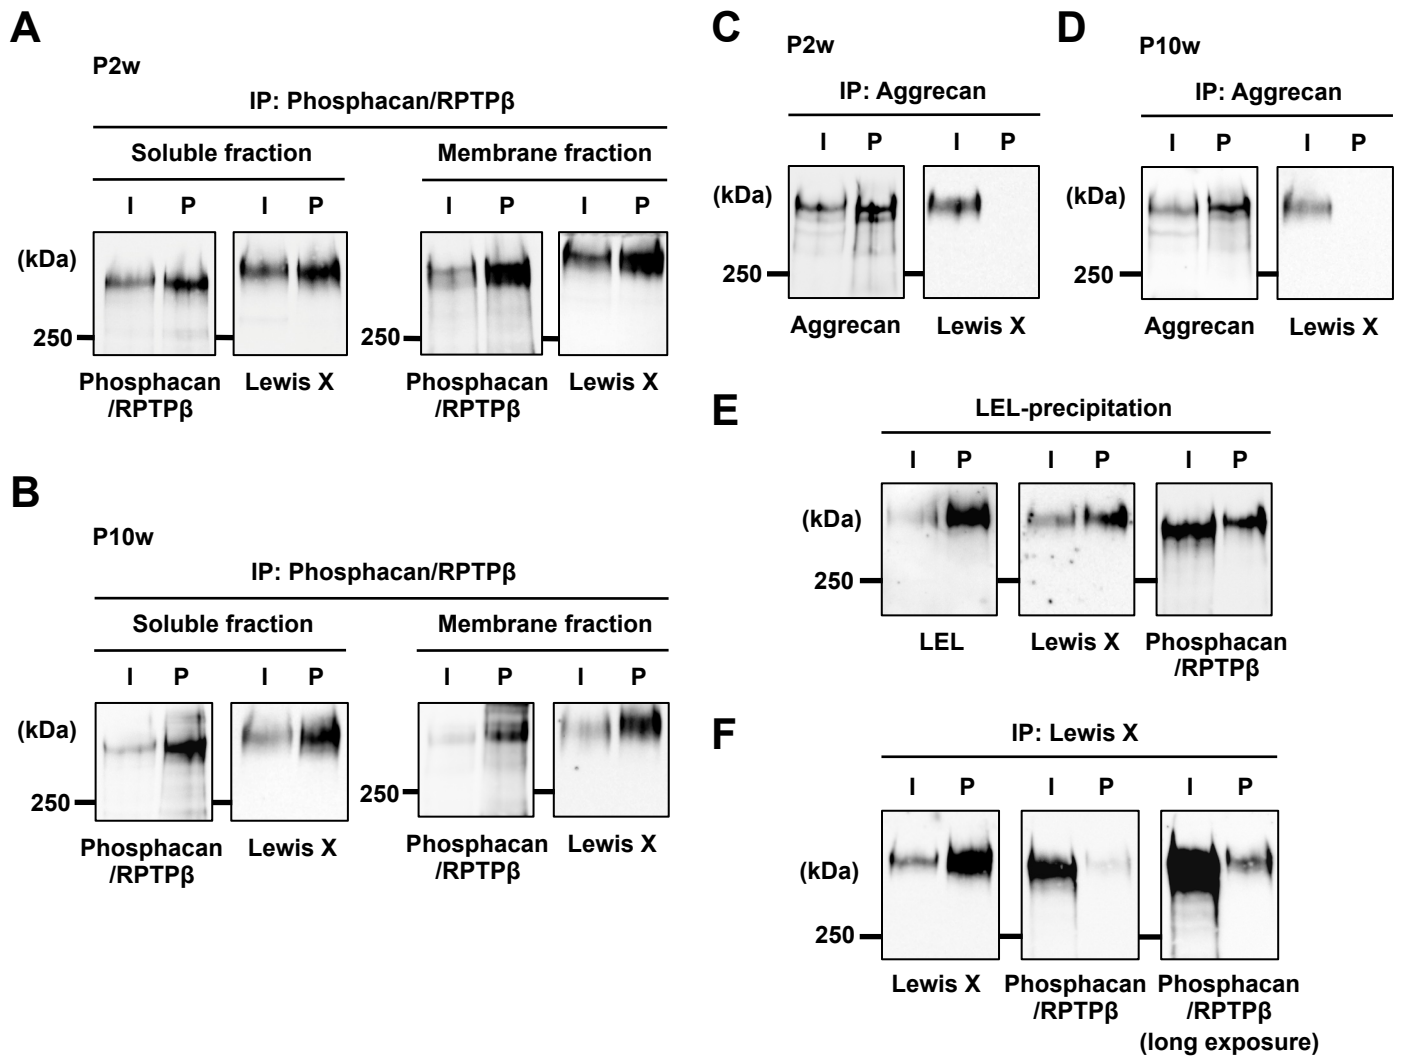 A
P2w
IP: Phosphacan/RPTPβ
Soluble fraction
Membrane fraction
I P I P I P I P
(kDa)
250
250
Phosphacan
/RPTPβ
Lewis X
Phosphacan
/RPTPβ
Lewis X
B
P10w
IP: Phosphacan/RPTPβ
Soluble fraction
Membrane fraction
I P I P I P I P
(kDa)
250
250
Phosphacan
/RPTPβ
Lewis X
Phosphacan
/RPTPβ
Lewis X
C
P2w
IP: Aggrecan
I P I P
(kDa)
250
Aggrecan
Lewis X
D
P10w
IP: Aggrecan
I P I P
(kDa)
250
Aggrecan
Lewis X
E
LEL-precipitation
I P I P I P
(kDa)
250
LEL
Lewis X
Phosphacan
/RPTPβ
F
IP: Lewis X
I P I P I P
(kDa)
250
Lewis X
Phosphacan
/RPTPβ
Phosphacan
/RPTPβ
(long exposure)